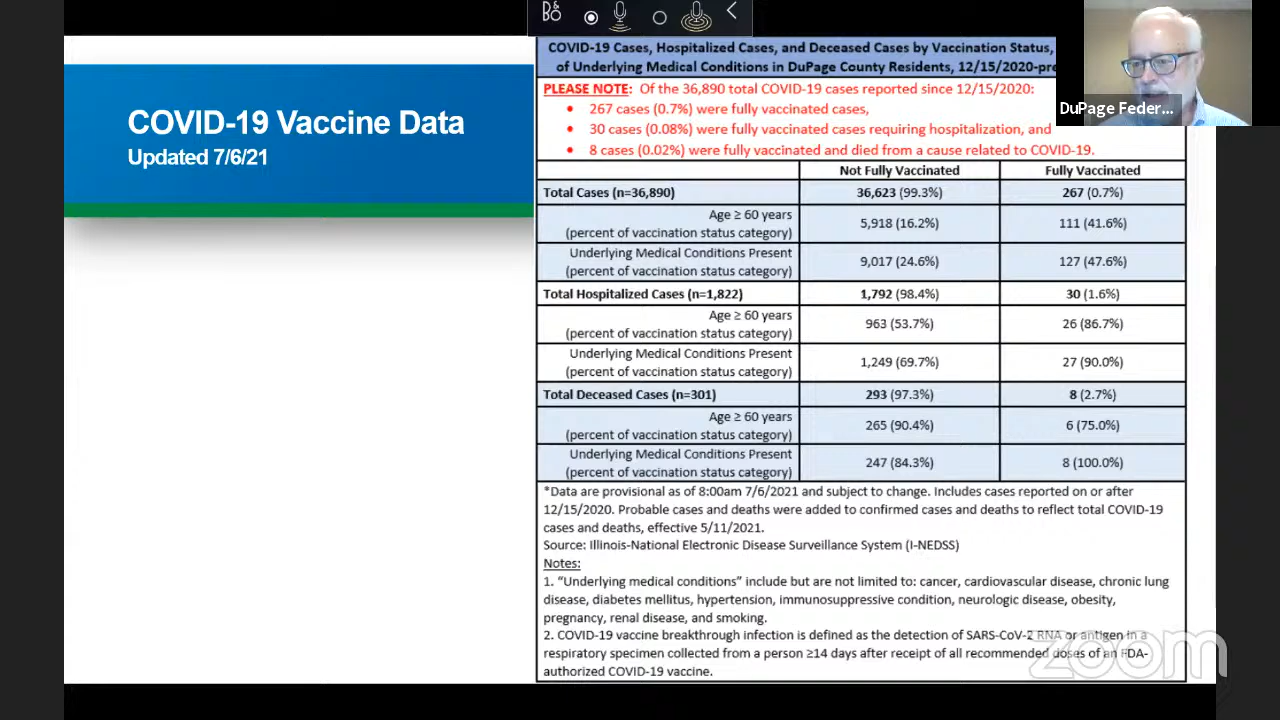 COVID-19 Vaccine Data
Updated 7/6/21
COVID-19 Cases, Hospitalized Cases, and Deceased Cases by Vaccination Status,
of Underlying Medical Conditions in DuPage County Residents, 12/15/2020-pre
DuPage Feder...
PLEASE NOTE: Of the 36,890 total COVID-19 cases reported since 12/15/2020:
• 267 cases (0.7%) were fully vaccinated cases,
• 30 cases (0.08%) were fully vaccinated cases requiring hospitalization, and
• 8 cases (0.02%) were fully vaccinated and died from a cause related to COVID-19.
Not Fully Vaccinated Fully Vaccinated
Total Cases (n=36,890) 36,623 (99.3%) 267 (0.7%)
Age ≥ 60 years
(percent of vaccination status category) 5,918 (16.2%) 111 (41.6%)
Underlying Medical Conditions Present
(percent of vaccination status category) 9,017 (24.6%) 127 (47.6%)
Total Hospitalized Cases (n=1,822) 1,792 (98.4%) 30 (1.6%)
Age ≥ 60 years
(percent of vaccination status category) 963 (53.7%) 26 (86.7%)
Underlying Medical Conditions Present
(percent of vaccination status category) 1,249 (69.7%) 27 (90.0%)
Total Deceased Cases (n=301) 293 (97.3%) 8 (2.7%)
Age ≥ 60 years
(percent of vaccination status category) 265 (90.4%) 6 (75.0%)
Underlying Medical Conditions Present
(percent of vaccination status category) 247 (84.3%) 8 (100.0%)
*Data are provisional as of 8:00am 7/6/2021 and subject to change. Includes cases reported on or after
12/15/2020. Probable cases and deaths were added to confirmed cases and deaths to reflect total COVID-19
cases and deaths, effective 5/11/2021.
Source: Illinois-National Electronic Disease Surveillance System (I-NEDSS)
Notes:
1. “Underlying medical conditions” include but are not limited to: cancer, cardiovascular disease, chronic lung
disease, diabetes mellitus, hypertension, immunosuppressive condition, neurologic disease, obesity,
pregnancy, renal disease, and smoking.
2. COVID-19 vaccine breakthrough infection is defined as the detection of SARS-CoV-2 RNA or antigen in a
respiratory specimen collected from a person ≥14 days after receipt of all recommended doses of an FDA-
authorized COVID-19 vaccine.
zoom